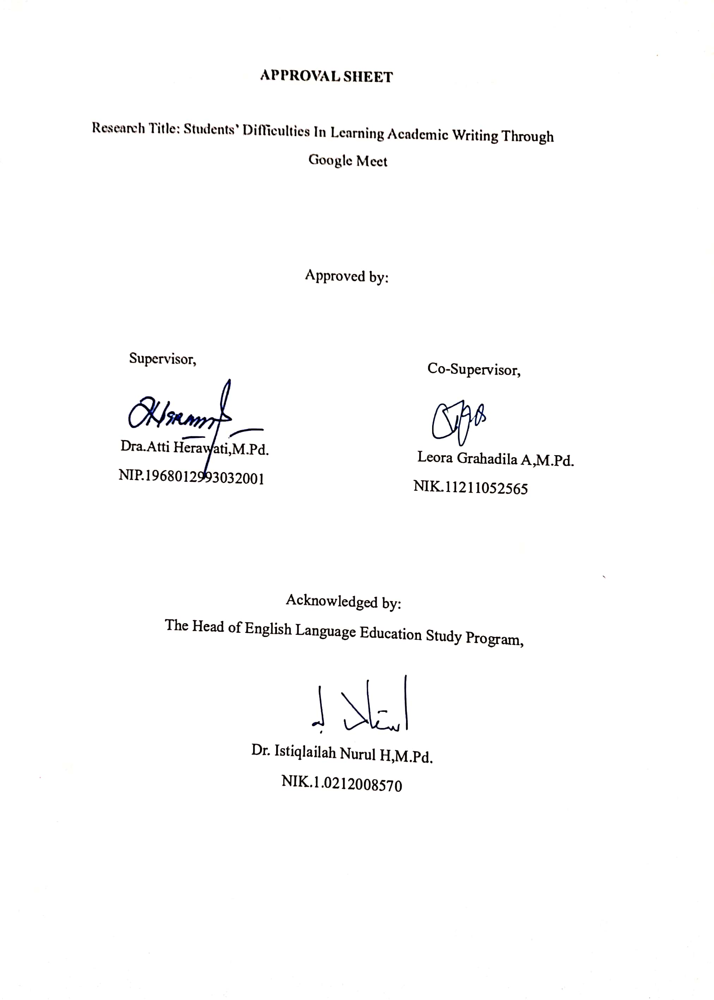 APPROVAL SHEET
Research Title: Students' Difficulties In Learning Academic Writing Through
Google Meet
Approved by:
Supervisor,
Dra.Atti Herawati,M.Pd.
NIP.1968012993032001
Co-Supervisor,
Leora Grahadila A,M.Pd.
NIK.11211052565
Acknowledged by:
The Head of English Language Education Study Program,
Dr. Istiqlailah Nurul H,M.Pd.
NIK.1.0212008570